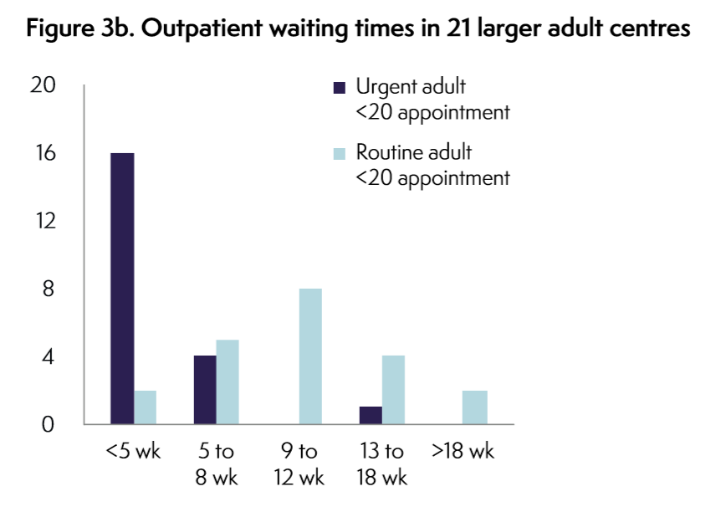 Figure 3b. Outpatient waiting times in 21 larger adult centres
20
16
12
8
4
0
Urgent adult
<20 appointment
Routine adult
<20 appointment
<5 wk
5 to
8 wk
9 to
12 wk
13 to
18 wk
>18 wk